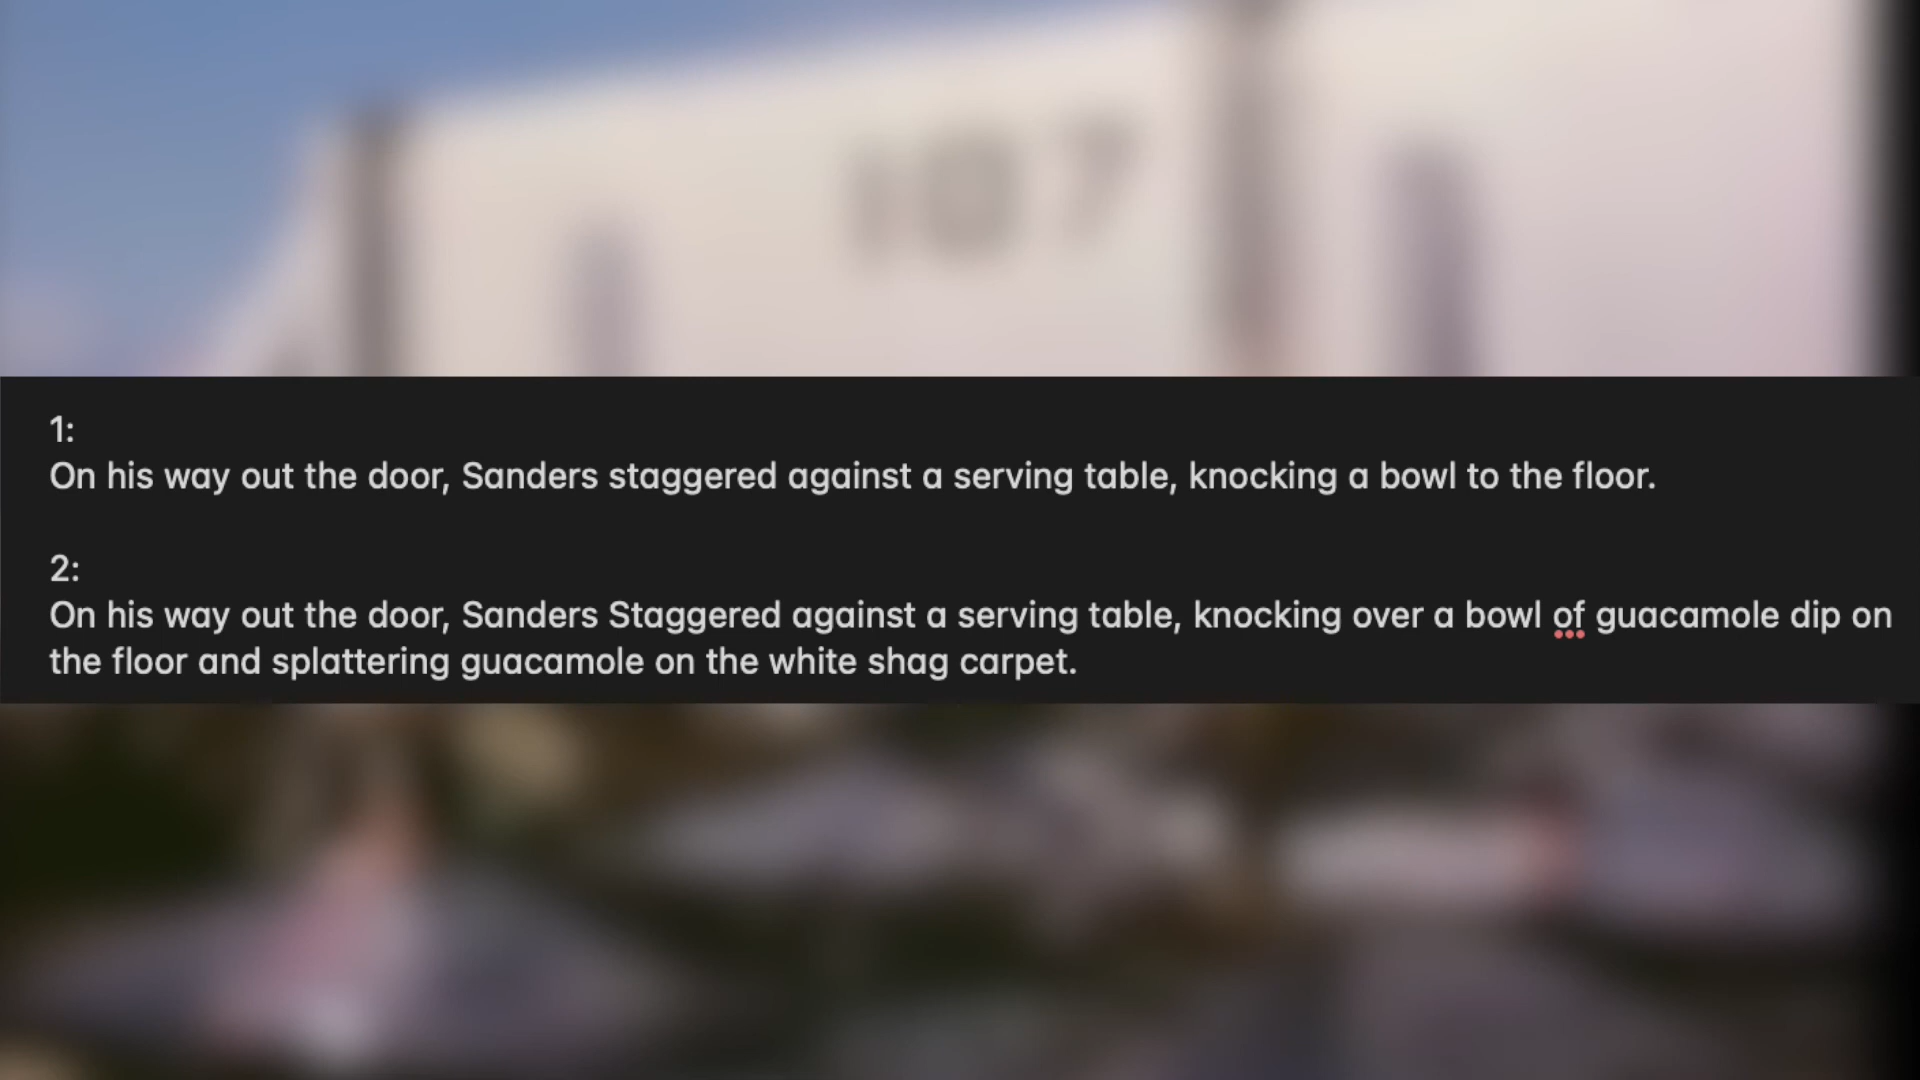 107
1:
On his way out the door, Sanders staggered against a serving table, knocking a bowl to the floor.
2:
On his way out the door, Sanders Staggered against a serving table, knocking over a bowl of guacamole dip on
the floor and splattering guacamole on the white shag carpet.